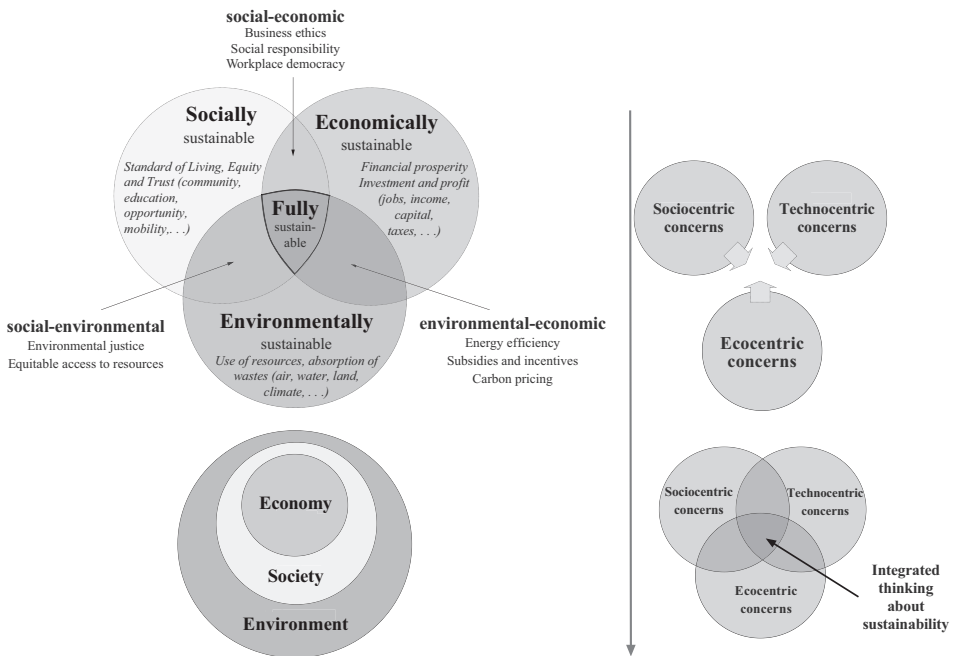 social-economic
Business ethics
Social responsibility
Workplace democracy
Socially
sustainable
Standard of Living, Equity
and Trust (community,
education,
opportunity,
mobility,. . .)
Economically
sustainable
Financial prosperity
Investment and profit
(jobs, income,
capital,
taxes, . . .)
Fully
sustain-
able
social-environmental
Environmental justice
Equitable access to resources
Environmentally
sustainable
Use of resources, absorption of
wastes (air, water, land,
climate, . . .)
environmental-economic
Energy efficiency
Subsidies and incentives
Carbon pricing
Economy
Society
Environment
Sociocentric
concerns
Technocentric
concerns
Ecocentric
concerns
Sociocentric
concerns
Technocentric
concerns
Ecocentric
concerns
Integrated
thinking
about
sustainability